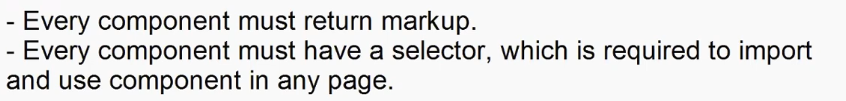 - Every component must return markup.
- Every component must have a selector, which is required to import
and use component in any page.